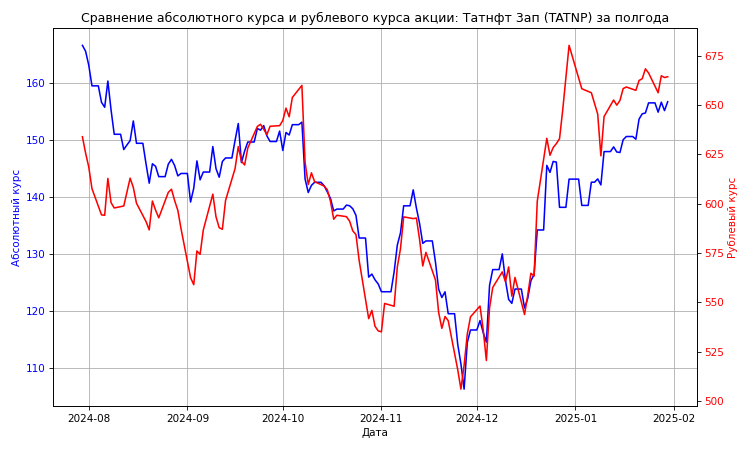 Сравнение абсолютного курса и рублевого курса акции: Татнфт 3ап (TATNP) за полгода
160
150
140
130
120
110
Абсолютный курс
675
650
625
600
575
550
525
500
Рублевый курс
2024-08 2024-09 2024-10 2024-11 2024-12 2025-01 2025-02
Дата